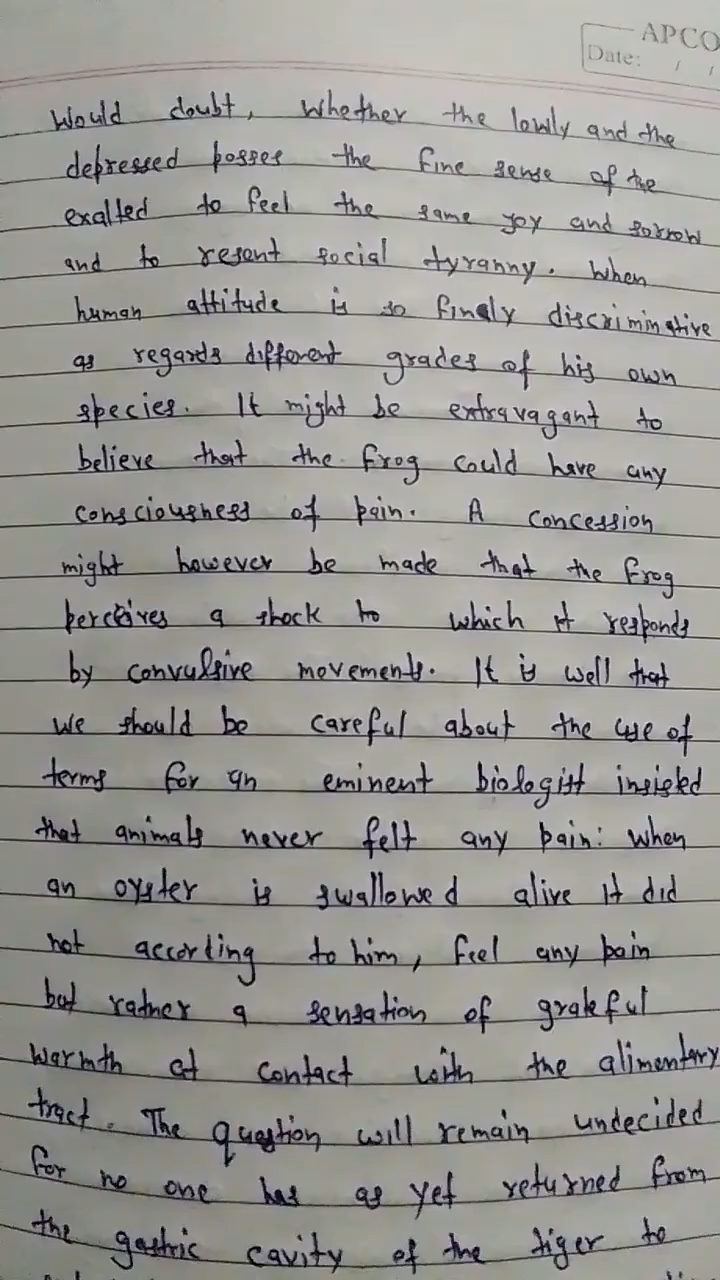 APCO
Date: / /
Would doubt, whether the lowly and the
depressed posses the fine sense of the
exalted to feel the same joy and sorrow
and to resent social tyranny. When
human attitude is so finely discriminative
as regards different grades of his own
species. It might be extravagant to
believe that the frog could have any
consciousness of pain. A concession
might however be made that the frog
perceives a shock to which it responds
by convulsive movements. It is well that
we should be careful about the use of
terms for an eminent biologist insisted
that animals never felt any pain: when
an oyster is swallowed alive it did
not according to him, feel any pain
but rather a sensation of grateful
warmth at contact with the alimentary
tract. The question will remain undecided
for no one has as yet returned from
the gastric cavity of the tiger to